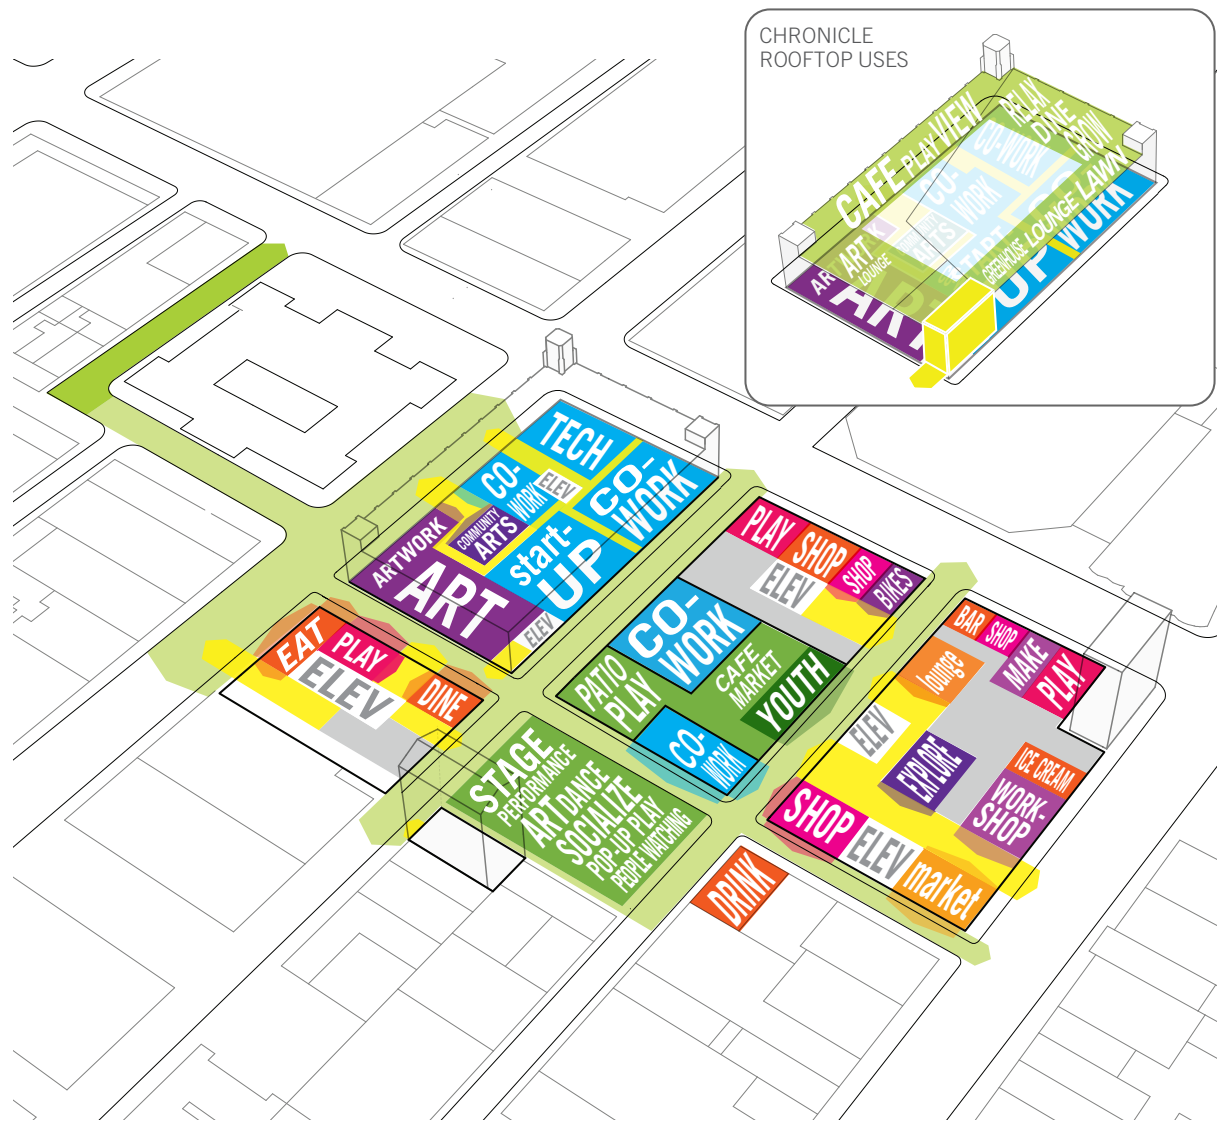 CHRONICLE
ROOFTOP USES
CAFE PLAY VIEW
RELAX
DINE
GROW
CO-WORK
CO-
WORK
ARTS
ART
LOUNGE
GREENHOUSE LOUNGE LAWN
UP WORK
TECH
CO-
WORK
ELEV
CO-
WORK
ARTWORK
COMMUNITY
ARTS
start-
UP
ART
ELEV
PLAY
SHOP
SHOP
BIKES
ELEV
CO-
WORK
PATIO
PLAY
CAFE
MARKET
YOUTH
CO-
WORK
EAT
PLAY
ELEV
DINE
BAR
SHOP
MAKE
PLAY
lounge
ELEV
EXPLORE
ICE CREAM
WORK-
SHOP
SHOP
ELEV
market
STAGE
PERFORMANCE
ART DANCE
SOCIALIZE
POP-UP PLAY
PEOPLE WATCHING
DRINK